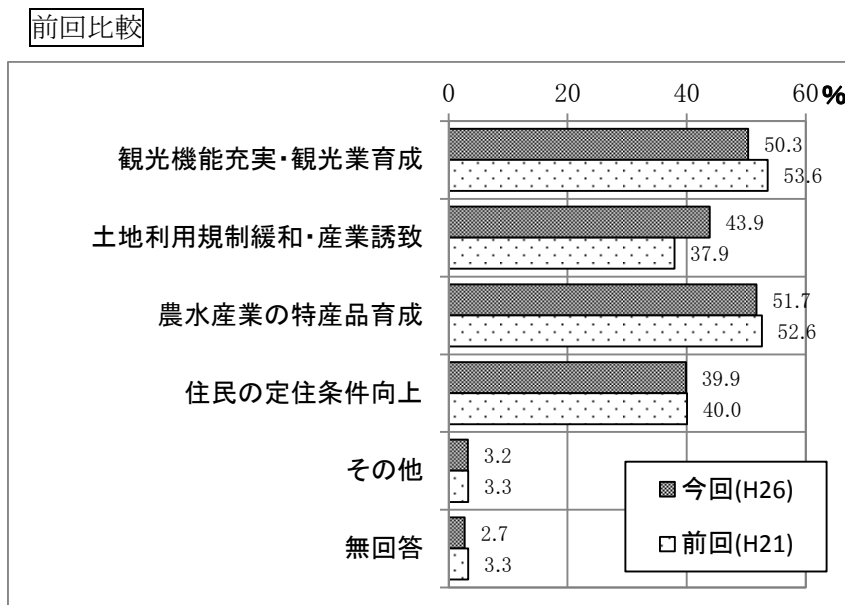 前回比較
0 20 40 60 %
観光機能充実・観光業育成 50.3
53.6
土地利用規制緩和・産業誘致 43.9
37.9
農水産業の特産品育成 51.7
52.6
住民の定住条件向上 39.9
40.0
その他 3.2
3.3
無回答 2.7
3.3
今回(H26)
前回(H21)